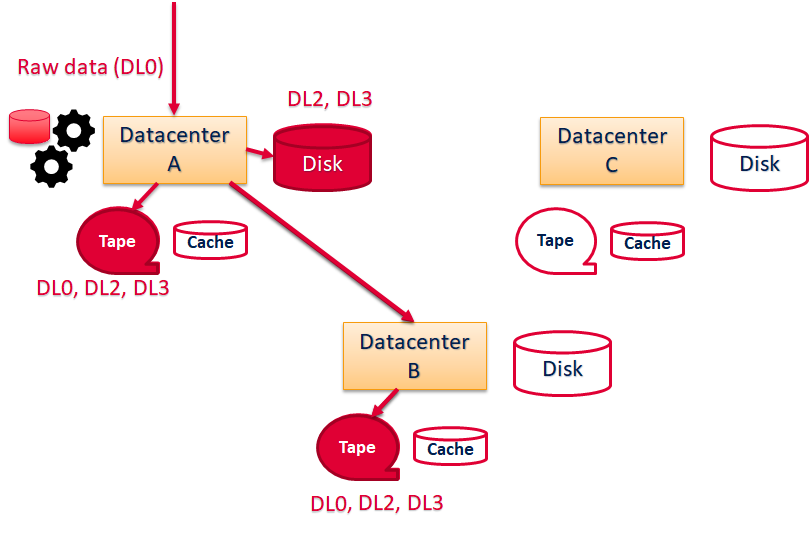 Raw data (DL0)
DL2, DL3
Datacenter
A
Disk
Datacenter
C
Disk
Tape
Cache
Tape
Cache
DL0, DL2, DL3
Datacenter
B
Disk
Tape
Cache
DL0, DL2, DL3